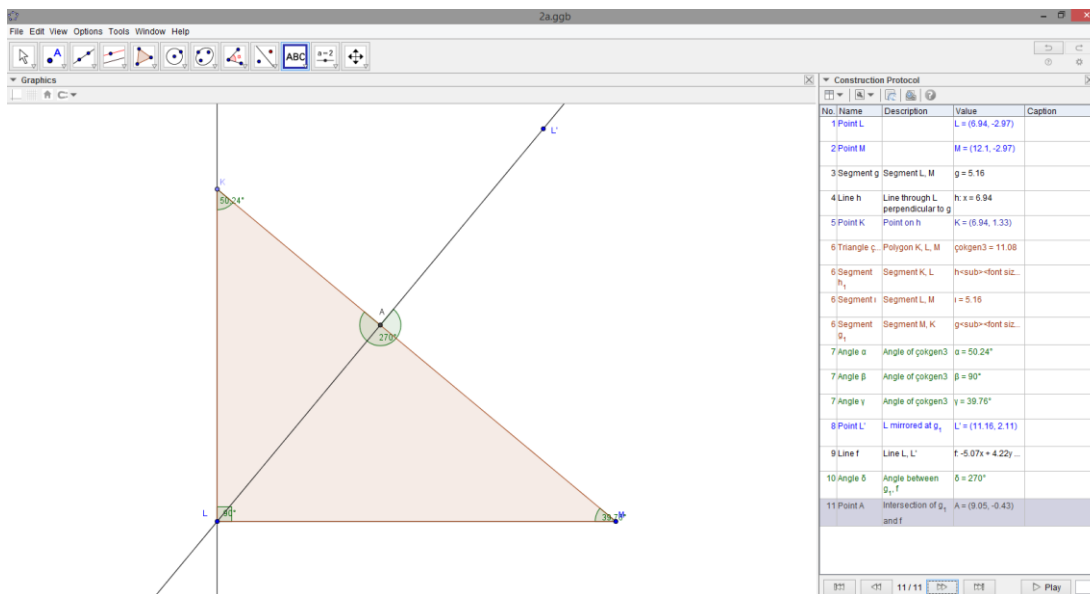 2a.ggb
File Edit View Options Tools Window Help
A
ABC
a=2
Graphics
Construction Protocol
No. Name Description Value Caption
1 Point L L = (6.94, -2.97)
2 Point M M = (12.1, -2.97)
3 Segment g Segment L, M g = 5.16
4 Line h Line through L h: x = 6.94
perpendicular to g
5 Point K Point on h K = (6.94, 1.33)
6 Triangle ç... Polygon K, L, M çokgen3 = 11.08
6 Segment Segment K, L h<sub><font siz...
h₁
6 Segment ı Segment L, M ı = 5.16
6 Segment Segment M, K g<sub><font siz...
g₁
7 Angle α Angle of çokgen3 α = 50.24°
7 Angle β Angle of çokgen3 β = 90°
7 Angle γ Angle of çokgen3 γ = 39.76°
8 Point L' L mirrored at g₁ L' = (11.16, 2.11)
9 Line f Line L, L' f: -5.07x + 4.22y ...
10 Angle δ Angle between δ = 270°
g₁, f
11 Point A Intersection of g₁ A = (9.05, -0.43)
and f
11 / 11
Play
L'
K
50.24°
A
270°
L
90°